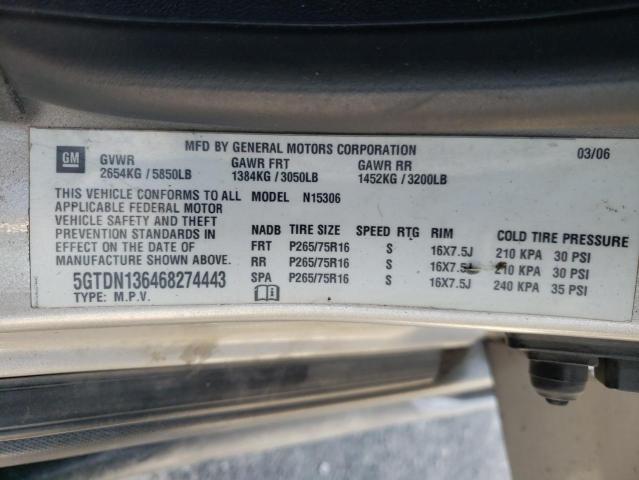 MFD BY GENERAL MOTORS CORPORATION 03/06
GM
GVWR GAWR FRT GAWR RR
2654KG / 5850LB 1384KG / 3050LB 1452KG / 3200LB
THIS VEHICLE CONFORMS TO ALL
APPLICABLE FEDERAL MOTOR
VEHICLE SAFETY AND THEFT
PREVENTION STANDARDS IN
EFFECT ON THE DATE OF
MANUFACTURE SHOWN ABOVE.
MODEL N15306
NADB TIRE SIZE SPEED RTG RIM COLD TIRE PRESSURE
FRT P265/75R16 S 16X7.5J 210 KPA 30 PSI
RR P265/75R16 S 16X7.5J 210 KPA 30 PSI
SPA P265/75R16 S 16X7.5J 240 KPA 35 PSI
5GTDN136468274443
TYPE: M.P.V.